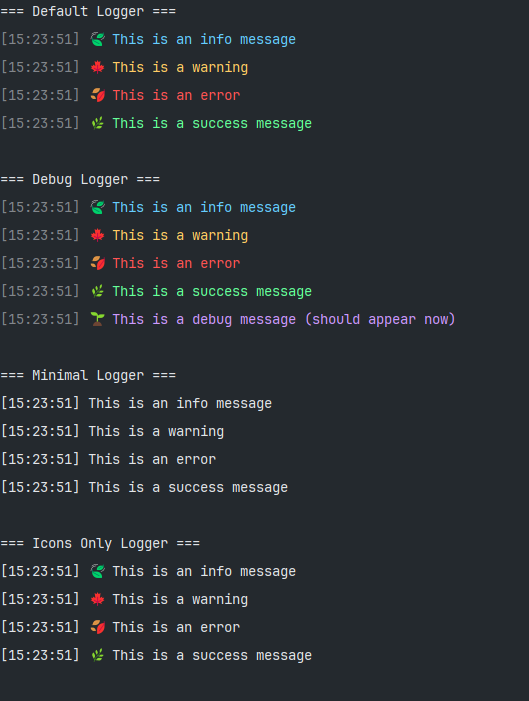 === Default Logger ===
[15:23:51] 🍃 This is an info message
[15:23:51] 🍁 This is a warning
[15:23:51] 🍂 This is an error
[15:23:51] 🌿 This is a success message
=== Debug Logger ===
[15:23:51] 🍃 This is an info message
[15:23:51] 🍁 This is a warning
[15:23:51] 🍂 This is an error
[15:23:51] 🌿 This is a success message
[15:23:51] 🌱 This is a debug message (should appear now)
=== Minimal Logger ===
[15:23:51] This is an info message
[15:23:51] This is a warning
[15:23:51] This is an error
[15:23:51] This is a success message
=== Icons Only Logger ===
[15:23:51] 🍃 This is an info message
[15:23:51] 🍁 This is a warning
[15:23:51] 🍂 This is an error
[15:23:51] 🌿 This is a success message